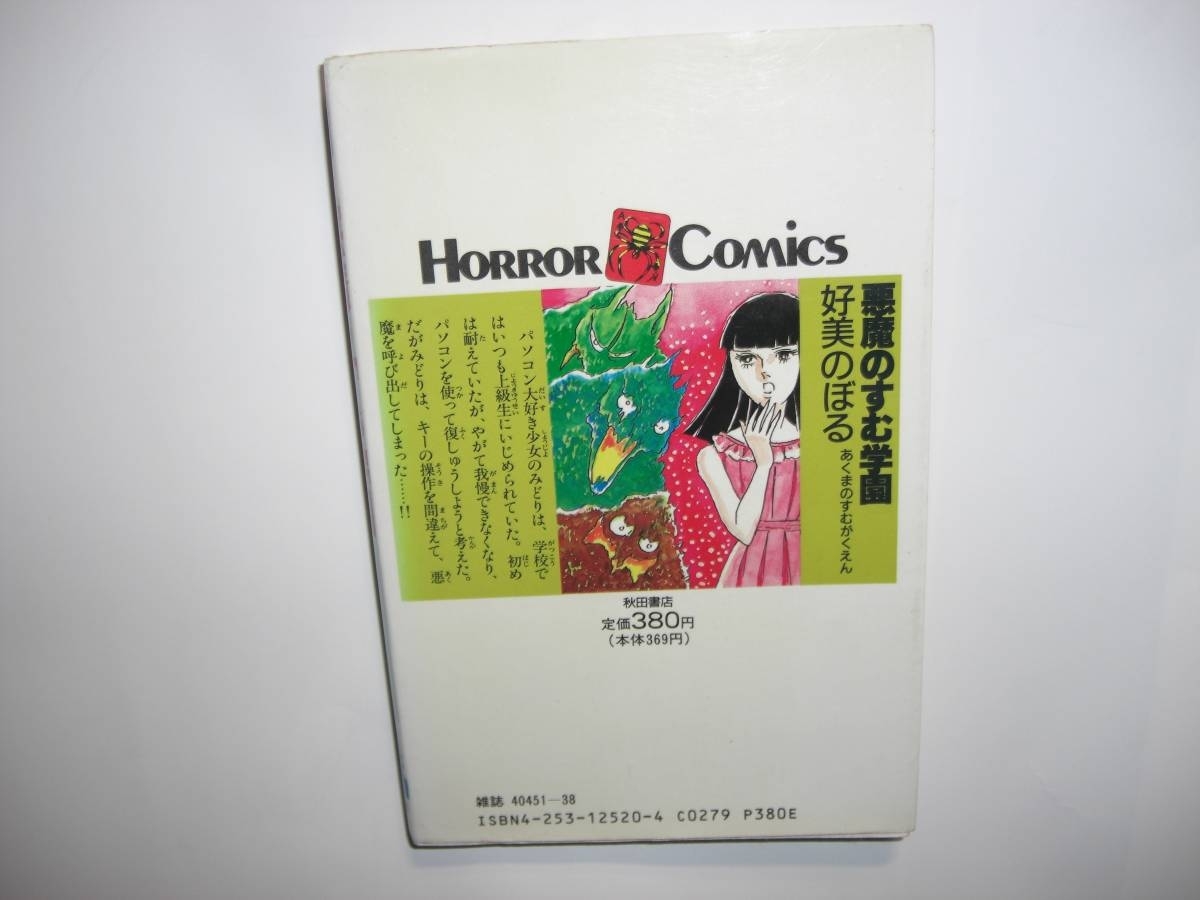 HORROR COMICS
A
悪魔のすむ学園
あくまのすむがくえん
好美のぼる
パソコン大好き少女のみどりは、学校で
はいつも上級生にいじめられていた。初め
は耐えていたが、やがて我慢できなくなり、
パソコンを使って復しゅうしようと考えた。
だがみどりは、キーの操作を間違えて、悪
魔を呼び出してしまった……!!
秋田書店
定価380円
(本体369円)
雑誌 40451-38
ISBN4-253-12520-4 C0279 P380E